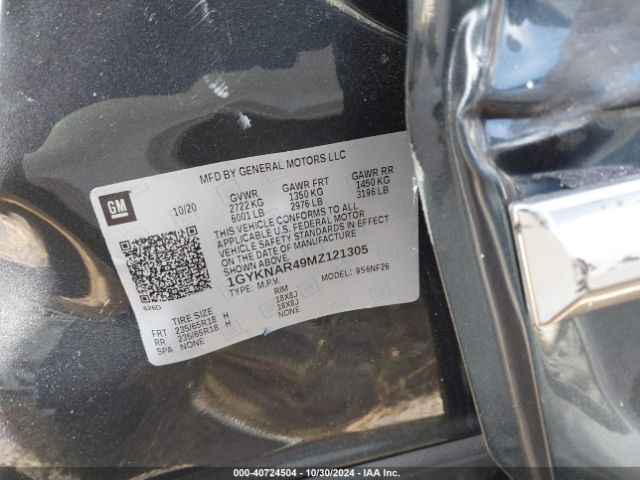 MFD BY GENERAL MOTORS LLC
GM
10/20
GVWR
2722 KG
6001 LB
GAWR FRT
1350 KG
2976 LB
GAWR RR
1450 KG
3196 LB
THIS VEHICLE CONFORMS TO ALL
APPLICABLE U.S. FEDERAL MOTOR
VEHICLE SAFETY STANDARDS IN EFFECT
ON THE DATE OF MANUFACTURE
SHOWN ABOVE.
1GYKNAR49MZ121305
TYPE: M.P.V. MODEL: 956NF26
626D
TIRE SIZE RIM
FRT 235/65R18 H 18X8J
RR 235/65R18 H 18X8J
SPA NONE NONE
000-40724504 - 10/30/2024 - IAA Inc.